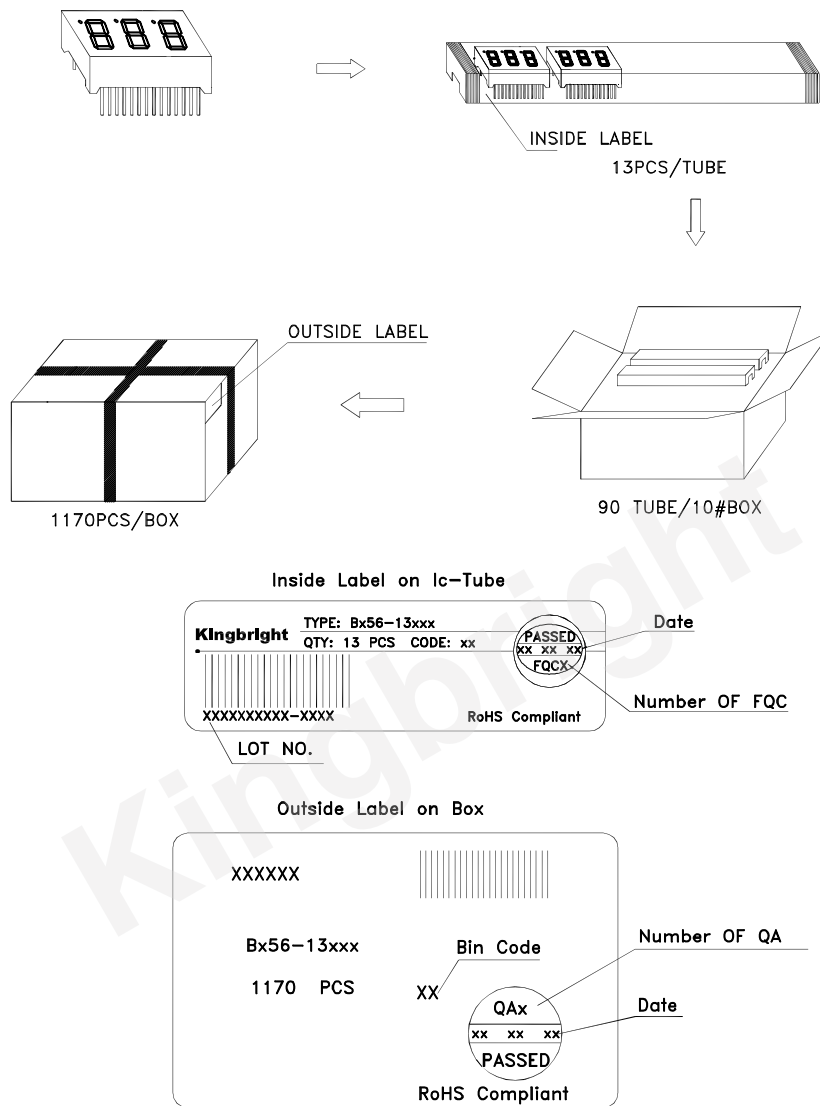 INSIDE LABEL
13PCS/TUBE
OUTSIDE LABEL
1170PCS/BOX
90 TUBE/10#BOX
Inside Label on Ic-Tube
Kingbright
TYPE: Bx56-13xxx
QTY: 13 PCS CODE: xx
PASSED
xx xx xx
FQCX
Date
Number OF FQC
XXXXXXXXXX-XXXX
RoHS Compliant
LOT NO.
Outside Label on Box
XXXXXX
Bx56-13xxx
1170 PCS
Bin Code
XX
Number OF QA
QAx
xx xx xx
PASSED
Date
RoHS Compliant
Kingbright